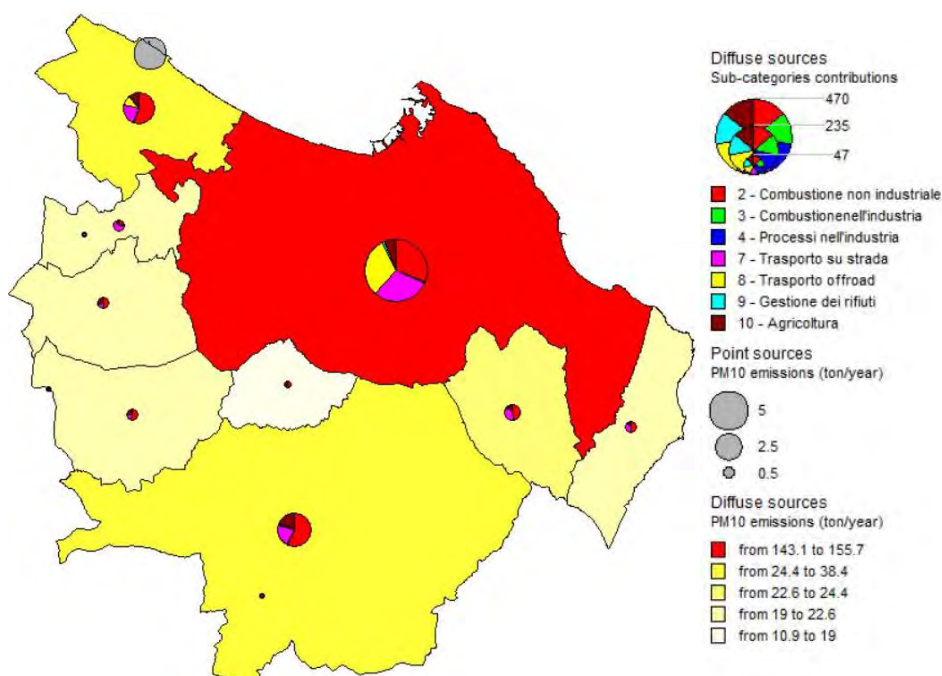 Diffuse sources
Sub-categories contributions
470
235
47
2 - Combustione non industriale
3 - Combustionenell'industria
4 - Processi nell'industria
7 - Trasporto su strada
8 - Trasporto offroad
9 - Gestione dei rifiuti
10 - Agricoltura
Point sources
PM10 emissions (ton/year)
5
2.5
0.5
Diffuse sources
PM10 emissions (ton/year)
from 143.1 to 155.7
from 24.4 to 38.4
from 22.6 to 24.4
from 19 to 22.6
from 10.9 to 19